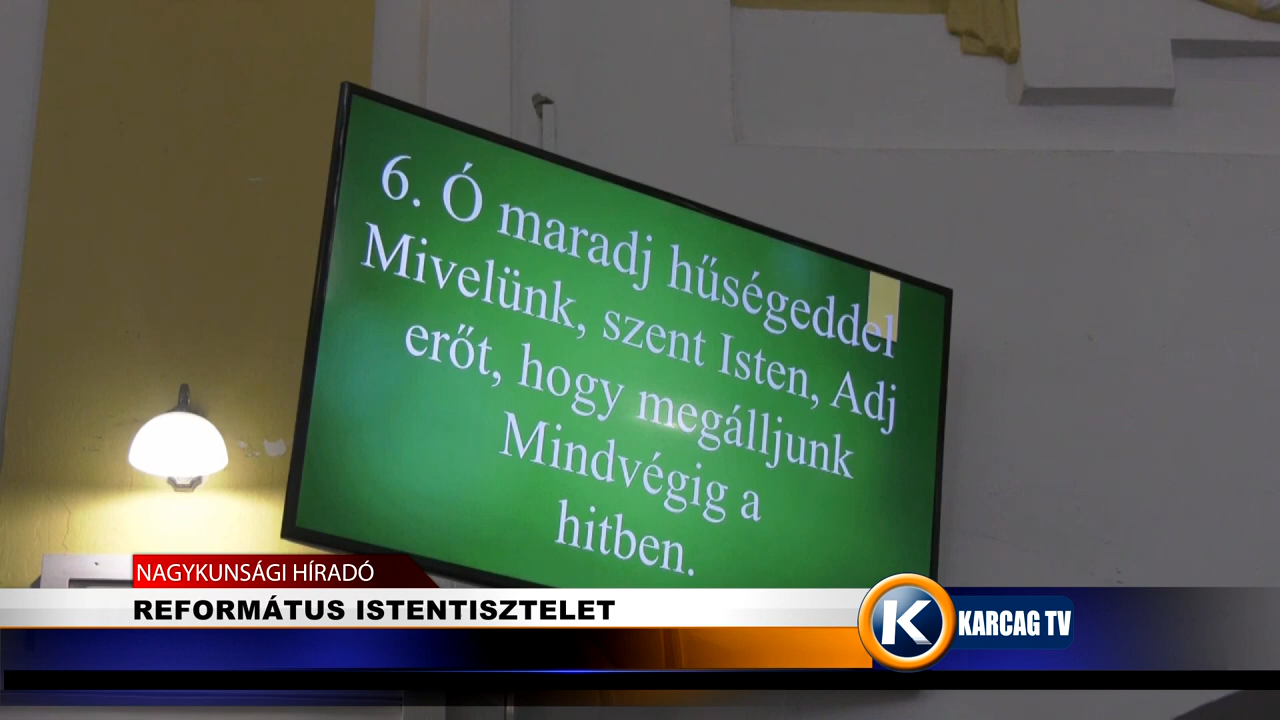 6. Ó maradj hűségeddel
Mivelünk, szent Isten, Adj
erőt, hogy megálljunk
Mindvégig a
hitben.
NAGYKUNSÁGI HÍRADÓ
REFORMÁTUS ISTENTISZTELET
K KARCAG TV